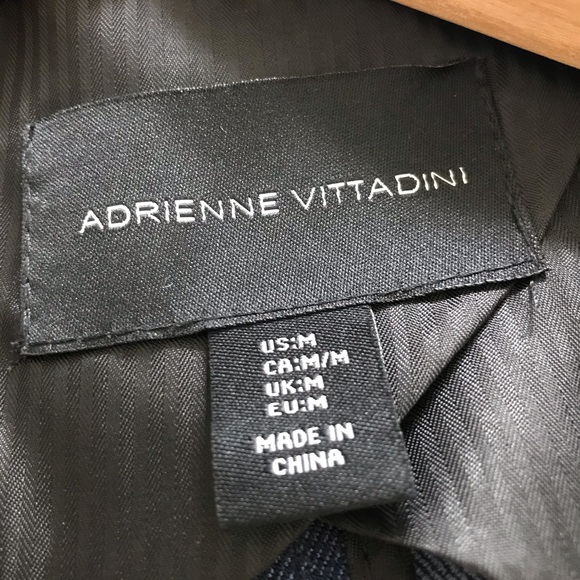 ADRIENNE VITTADINI
US:M
CA:M/M
UK:M
EU:M
MADE IN
CHINA